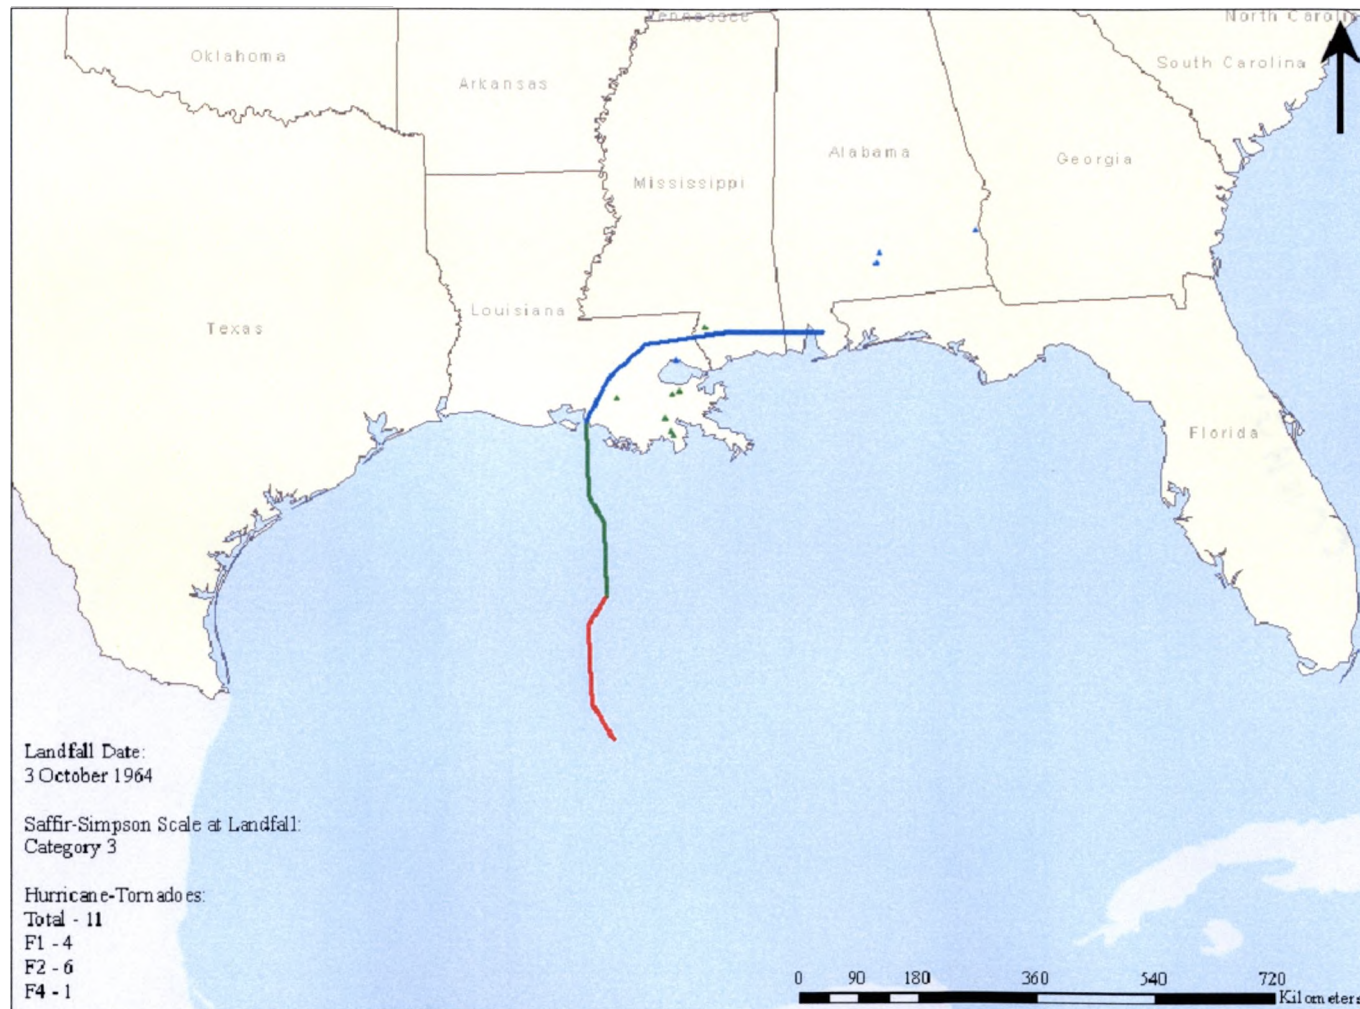 Tennessee
North Caroli
Oklahoma
South Carolina
Arkansas
Alabama
Georgia
Mississippi
Louisiana
Texas
Florida
Landfall Date:
3 October 1964
Saffir-Simpson Scale at Landfall:
Category 3
Hurricane-Tornadoes:
Total - 11
F1 - 4
F2 - 6
F4 - 1
0 90 180 360 540 720
Kilometers